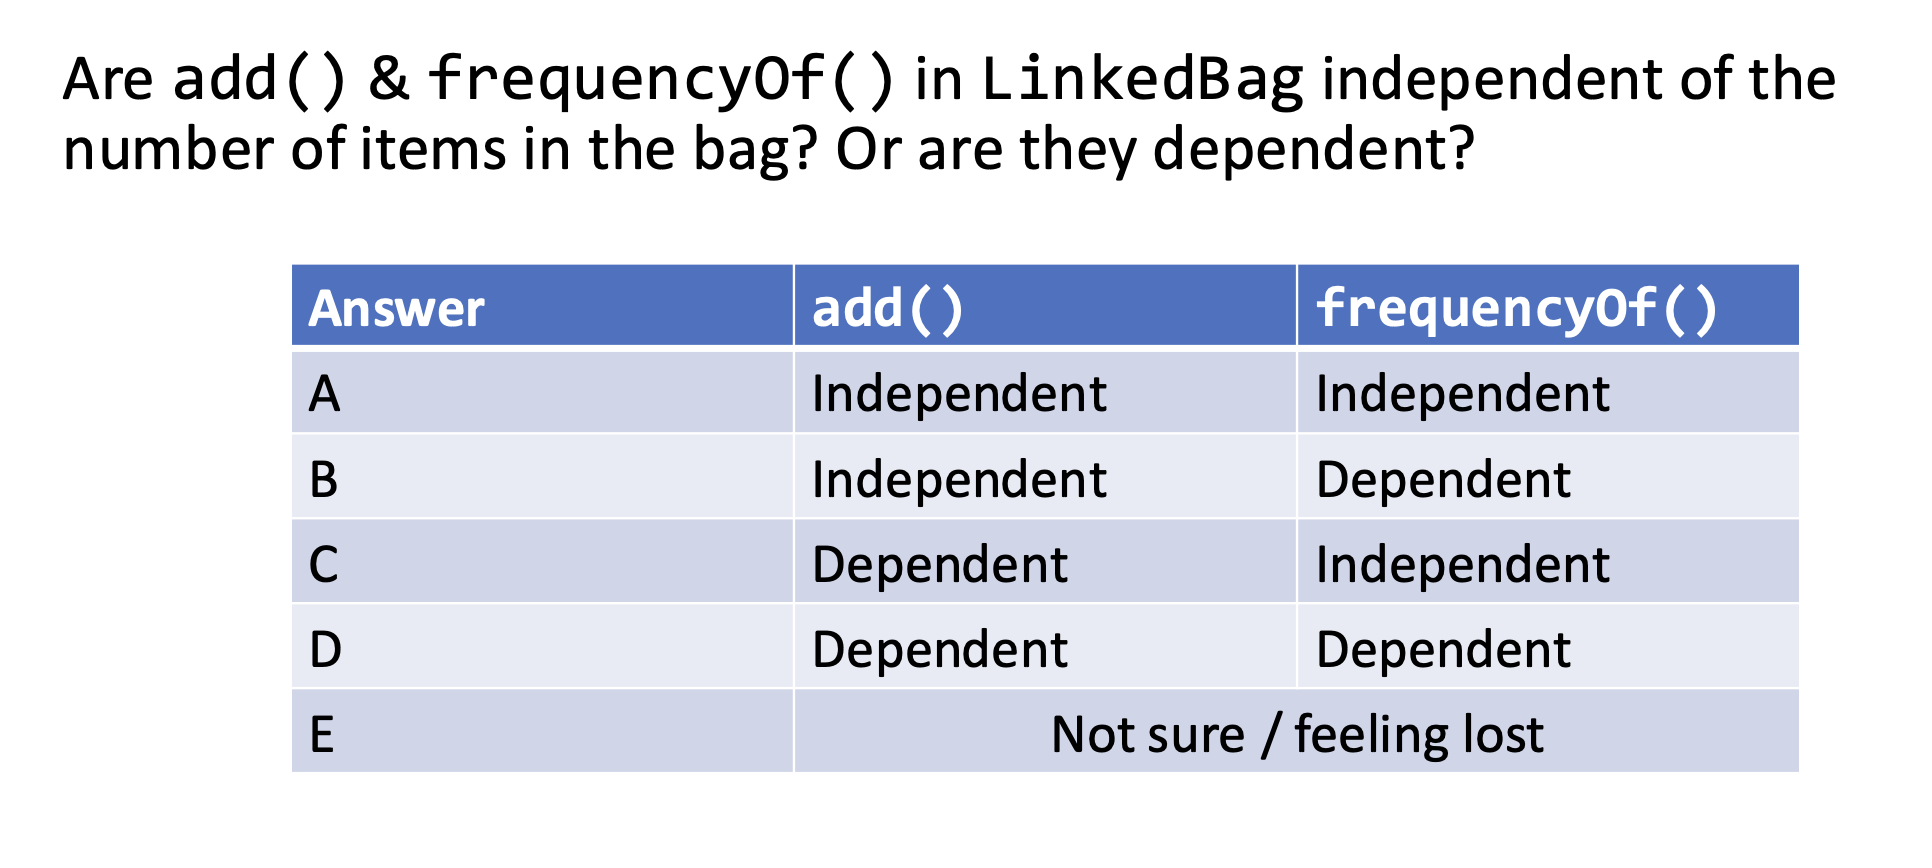 Are add() & frequencyOf() in LinkedBag independent of the
number of items in the bag? Or are they dependent?
Answer add() frequencyOf()
A Independent Independent
B Independent Dependent
C Dependent Independent
D Dependent Dependent
E Not sure / feeling lost